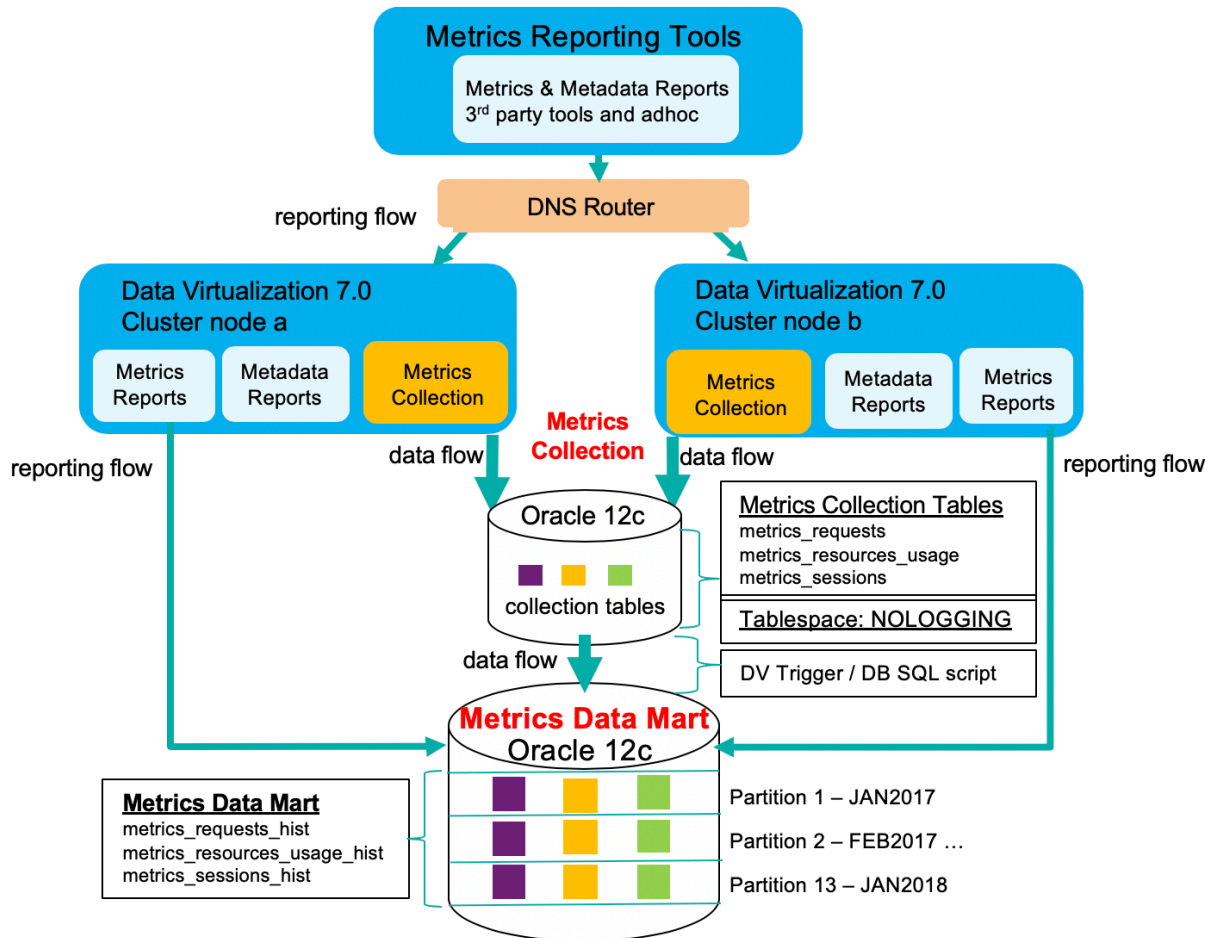 Metrics Reporting Tools
Metrics & Metadata Reports
3rd party tools and adhoc
DNS Router
reporting flow
Data Virtualization 7.0
Cluster node a
Metrics
Reports
Metadata
Reports
Metrics
Collection
Data Virtualization 7.0
Cluster node b
Metrics
Collection
Metadata
Reports
Metrics
Reports
Metrics
Collection
reporting flow
data flow
data flow
reporting flow
Oracle 12c
collection tables
Metrics Collection Tables
metrics_requests
metrics_resources_usage
metrics_sessions
Tablespace: NOLOGGING
data flow
DV Trigger / DB SQL script
Metrics Data Mart
Oracle 12c
Metrics Data Mart
metrics_requests_hist
metrics_resources_usage_hist
metrics_sessions_hist
Partition 1 – JAN2017
Partition 2 – FEB2017 …
Partition 13 – JAN2018